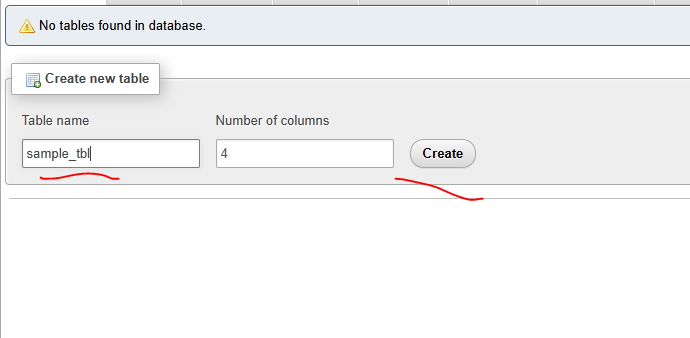 No tables found in database.
Create new table
Table name
Number of columns
sample_tbl
4
Create